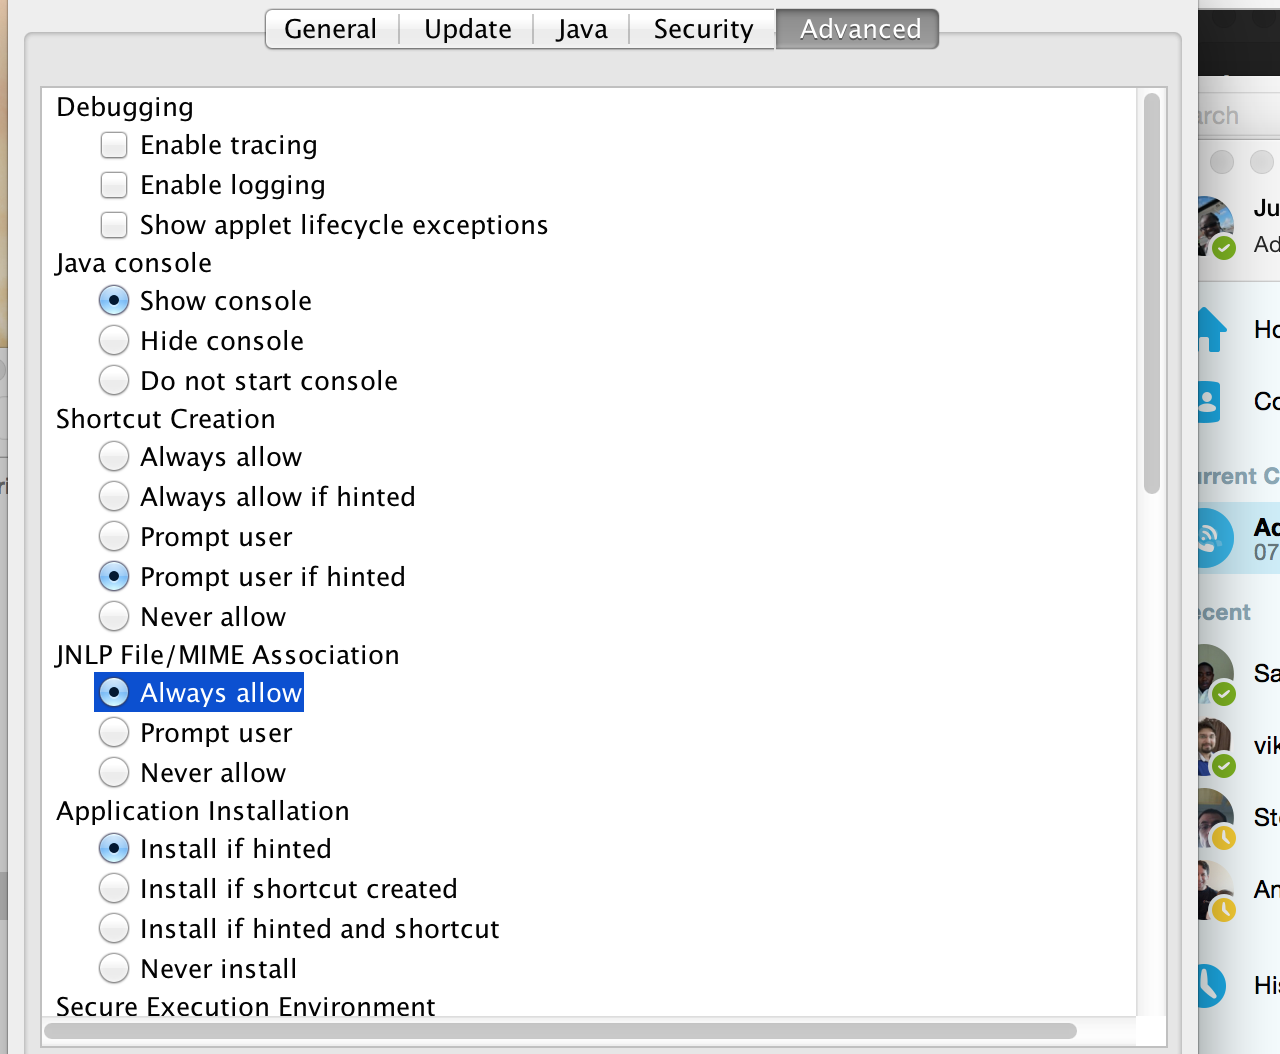 General Update Java Security Advanced
Debugging
Enable tracing
Enable logging
Show applet lifecycle exceptions
Java console
Show console
Hide console
Do not start console
Shortcut Creation
Always allow
Always allow if hinted
Prompt user
Prompt user if hinted
Never allow
JNLP File/MIME Association
Always allow
Prompt user
Never allow
Application Installation
Install if hinted
Install if shortcut created
Install if hinted and shortcut
Never install
Secure Execution Environment
arch
Ju
Ad
Ho
Co
urrent C
Ad
07
ecent
Sa
vik
Ste
An
His